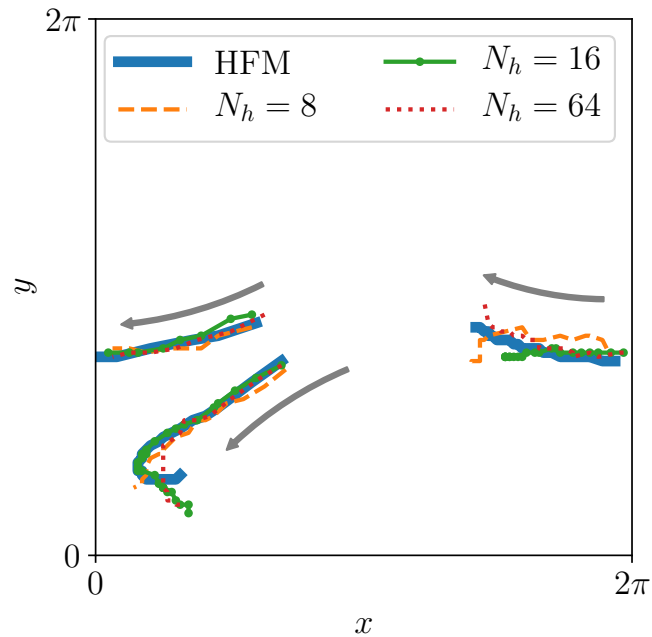 2π
HFM
N_h = 8
N_h = 16
N_h = 64
y
0
0
2π
x